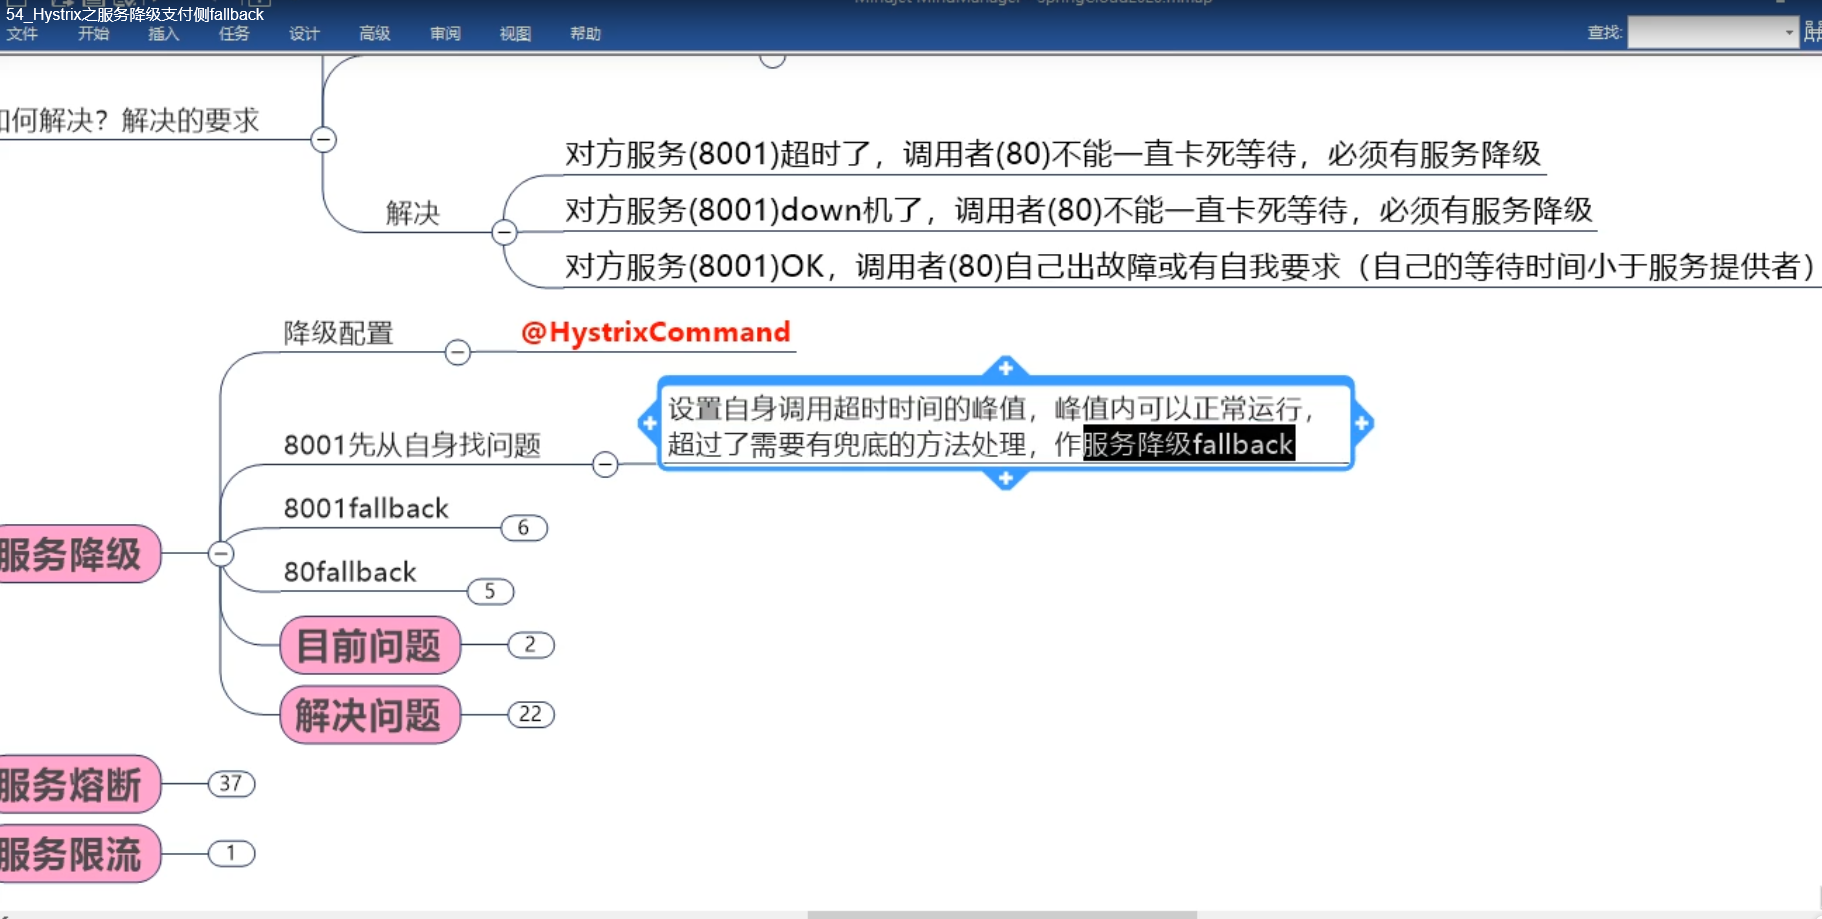 54_Hystrix之服务降级支付侧fallback
文件 开始 插入 任务 设计 高级 审阅 视图 帮助 查找:
如何解决？解决的要求
解决
对方服务(8001)超时了，调用者(80)不能一直卡死等待，必须有服务降级
对方服务(8001)down机了，调用者(80)不能一直卡死等待，必须有服务降级
对方服务(8001)OK，调用者(80)自己出故障或有自我要求（自己的等待时间小于服务提供者）
服务降级
降级配置
@HystrixCommand
8001先从自身找问题
设置自身调用超时时间的峰值，峰值内可以正常运行，
超过了需要有兜底的方法处理，作服务降级fallback
8001fallback 6
80fallback 5
目前问题 2
解决问题 22
服务熔断 37
服务限流 1